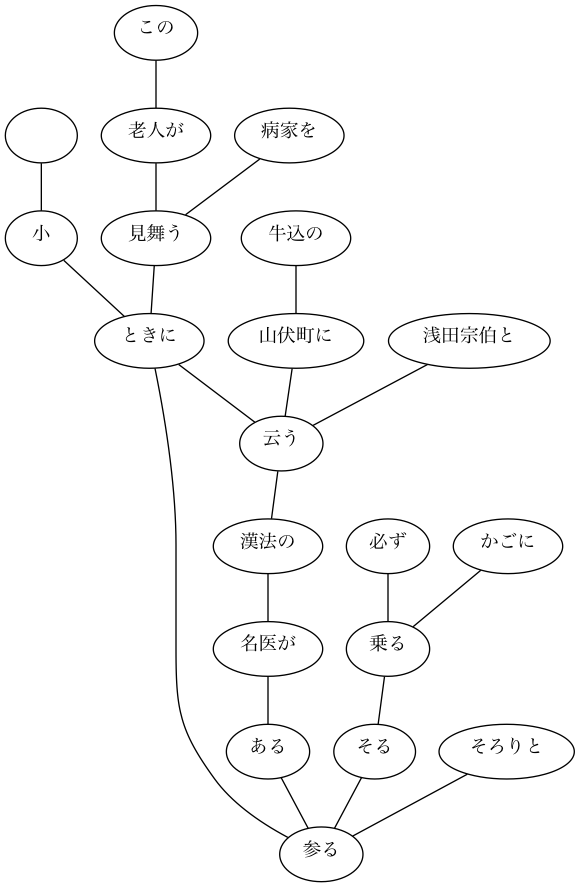 この
老人が
病家を
小
見舞う
牛込の
ときに
山伏町に
浅田宗伯と
云う
漢法の
必ず
かごに
名医が
乗る
ある
そる
そろりと
参る